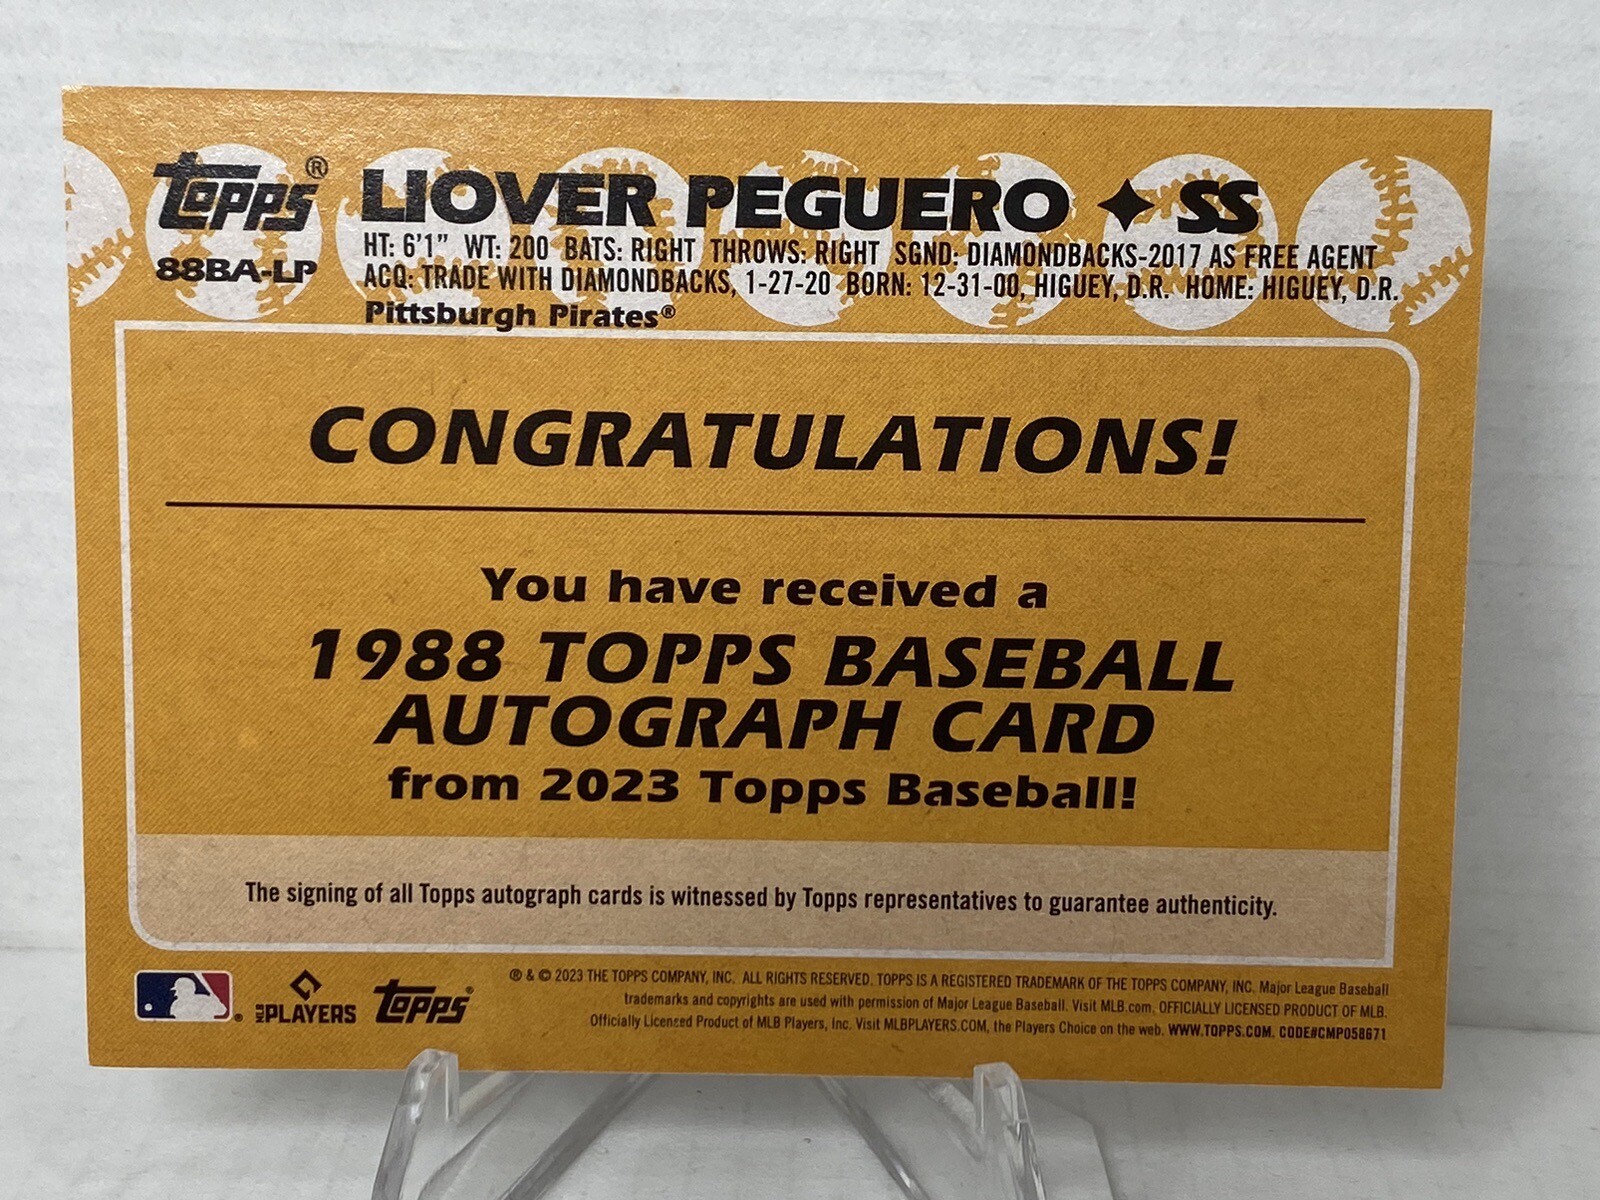 Topps®
88BA-LP
LIOVER PEGUERO ✦ SS
HT: 6'1" WT: 200 BATS: RIGHT THROWS: RIGHT SGND: DIAMONDBACKS-2017 AS FREE AGENT
ACQ: TRADE WITH DIAMONDBACKS, 1-27-20 BORN: 12-31-00, HIGUEY, D.R. HOME: HIGUEY, D.R.
Pittsburgh Pirates®
CONGRATULATIONS!
You have received a
1988 TOPPS BASEBALL
AUTOGRAPH CARD
from 2023 Topps Baseball!
The signing of all Topps autograph cards is witnessed by Topps representatives to guarantee authenticity.
MLB PLAYERS Topps®
® & © 2023 THE TOPPS COMPANY, INC. ALL RIGHTS RESERVED. TOPPS IS A REGISTERED TRADEMARK OF THE TOPPS COMPANY, INC. Major League Baseball
trademarks and copyrights are used with permission of Major League Baseball. Visit MLB.com. OFFICIALLY LICENSED PRODUCT OF MLB.
Officially Licensed Product of MLB Players, Inc. Visit MLBPLAYERS.COM, the Players Choice on the web. WWW.TOPPS.COM. CODE#CMP058671